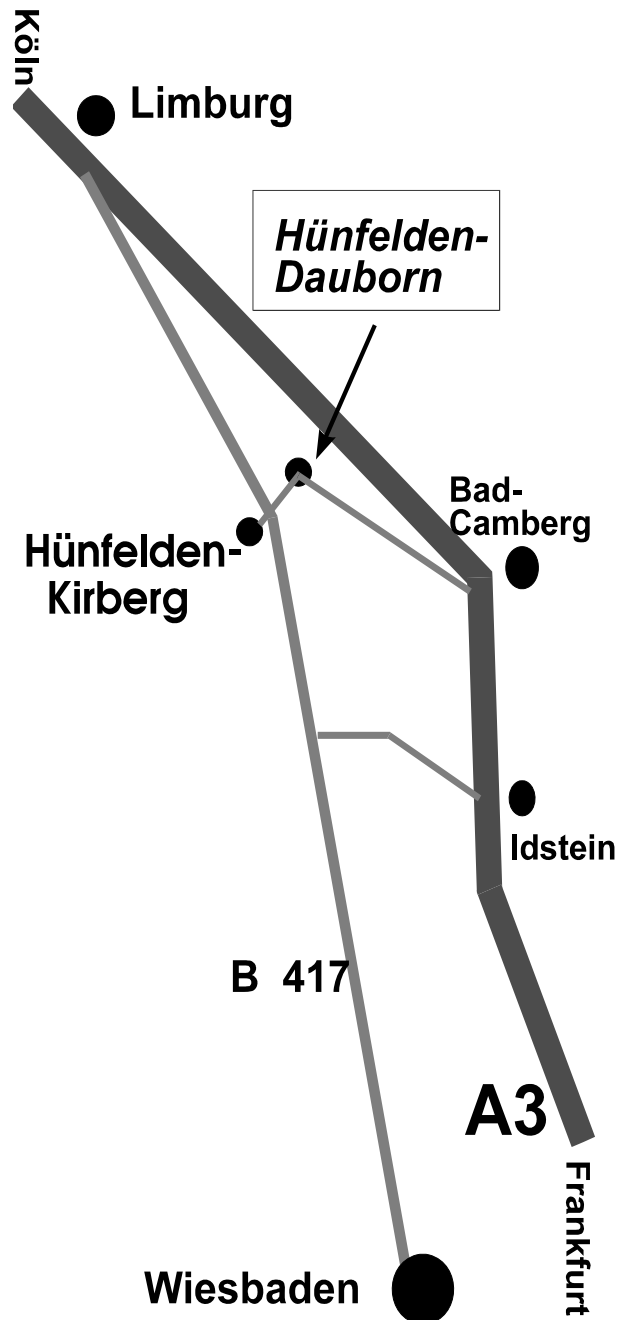 Köln
Limburg
Hünfelden-
Dauborn
Bad-
Camberg
Hünfelden-
Kirberg
Idstein
B 417
A3
Frankfurt
Wiesbaden